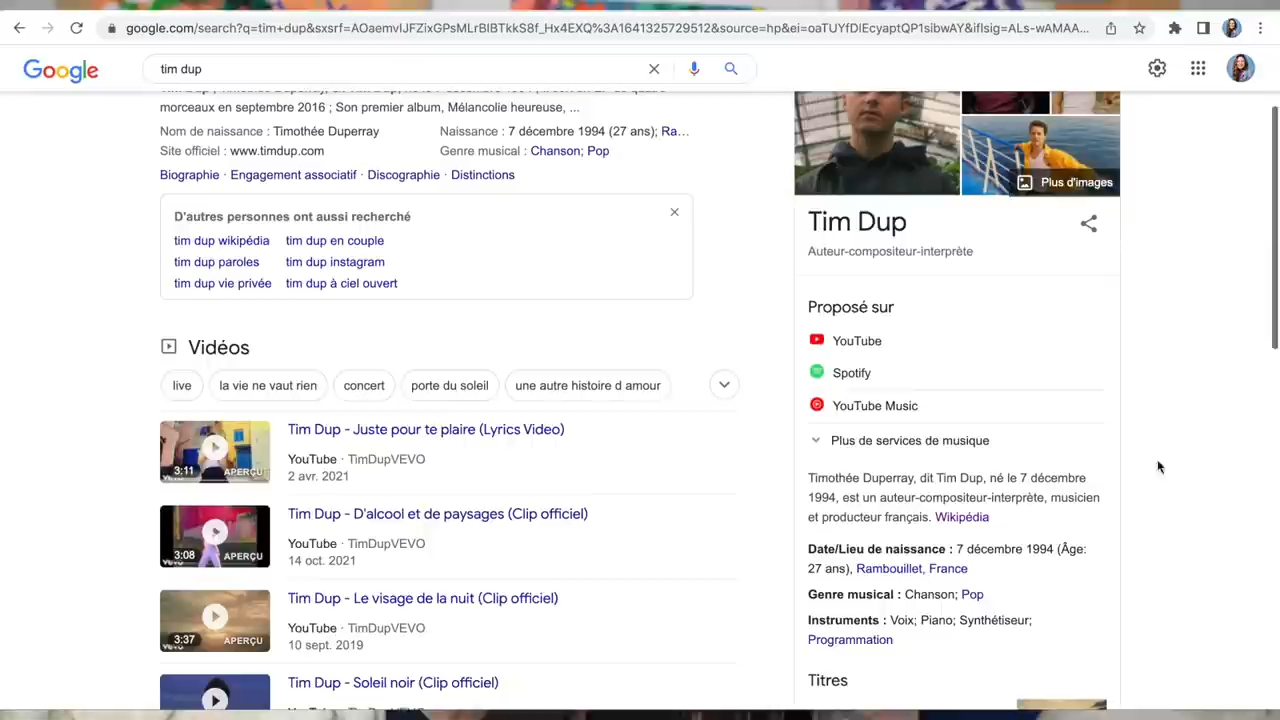 google.com/search?q=tim+dup&sxsrf=AOaemvIJFZixGPsMLrBlBTkkS8f_Hx4EXQ%3A1641325729512&source=hp&ei=oaTUYfDlEcyaptQP1sibwAY&iflsig=ALs-wAMAA...
Google
tim dup
morceaux en septembre 2016 ; Son premier album, Mélancolie heureuse, ...
Nom de naissance : Timothée Duperray
Naissance : 7 décembre 1994 (27 ans); Ra...
Site officiel : www.timdup.com
Genre musical : Chanson; Pop
Biographie · Engagement associatif · Discographie · Distinctions
D'autres personnes ont aussi recherché
tim dup wikipédia
tim dup en couple
tim dup paroles
tim dup instagram
tim dup vie privée
tim dup à ciel ouvert
Vidéos
live
la vie ne vaut rien
concert
porte du soleil
une autre histoire d amour
Tim Dup - Juste pour te plaire (Lyrics Video)
YouTube · TimDupVEVO
2 avr. 2021
3:11
APERÇU
Tim Dup - D'alcool et de paysages (Clip officiel)
YouTube · TimDupVEVO
14 oct. 2021
3:08
APERÇU
Tim Dup - Le visage de la nuit (Clip officiel)
YouTube · TimDupVEVO
10 sept. 2019
3:37
APERÇU
Tim Dup - Soleil noir (Clip officiel)
Plus d'images
Tim Dup
Auteur-compositeur-interprète
Proposé sur
YouTube
Spotify
YouTube Music
Plus de services de musique
Timothée Duperray, dit Tim Dup, né le 7 décembre
1994, est un auteur-compositeur-interprète, musicien
et producteur français. Wikipédia
Date/Lieu de naissance : 7 décembre 1994 (Âge:
27 ans), Rambouillet, France
Genre musical : Chanson; Pop
Instruments : Voix; Piano; Synthétiseur;
Programmation
Titres